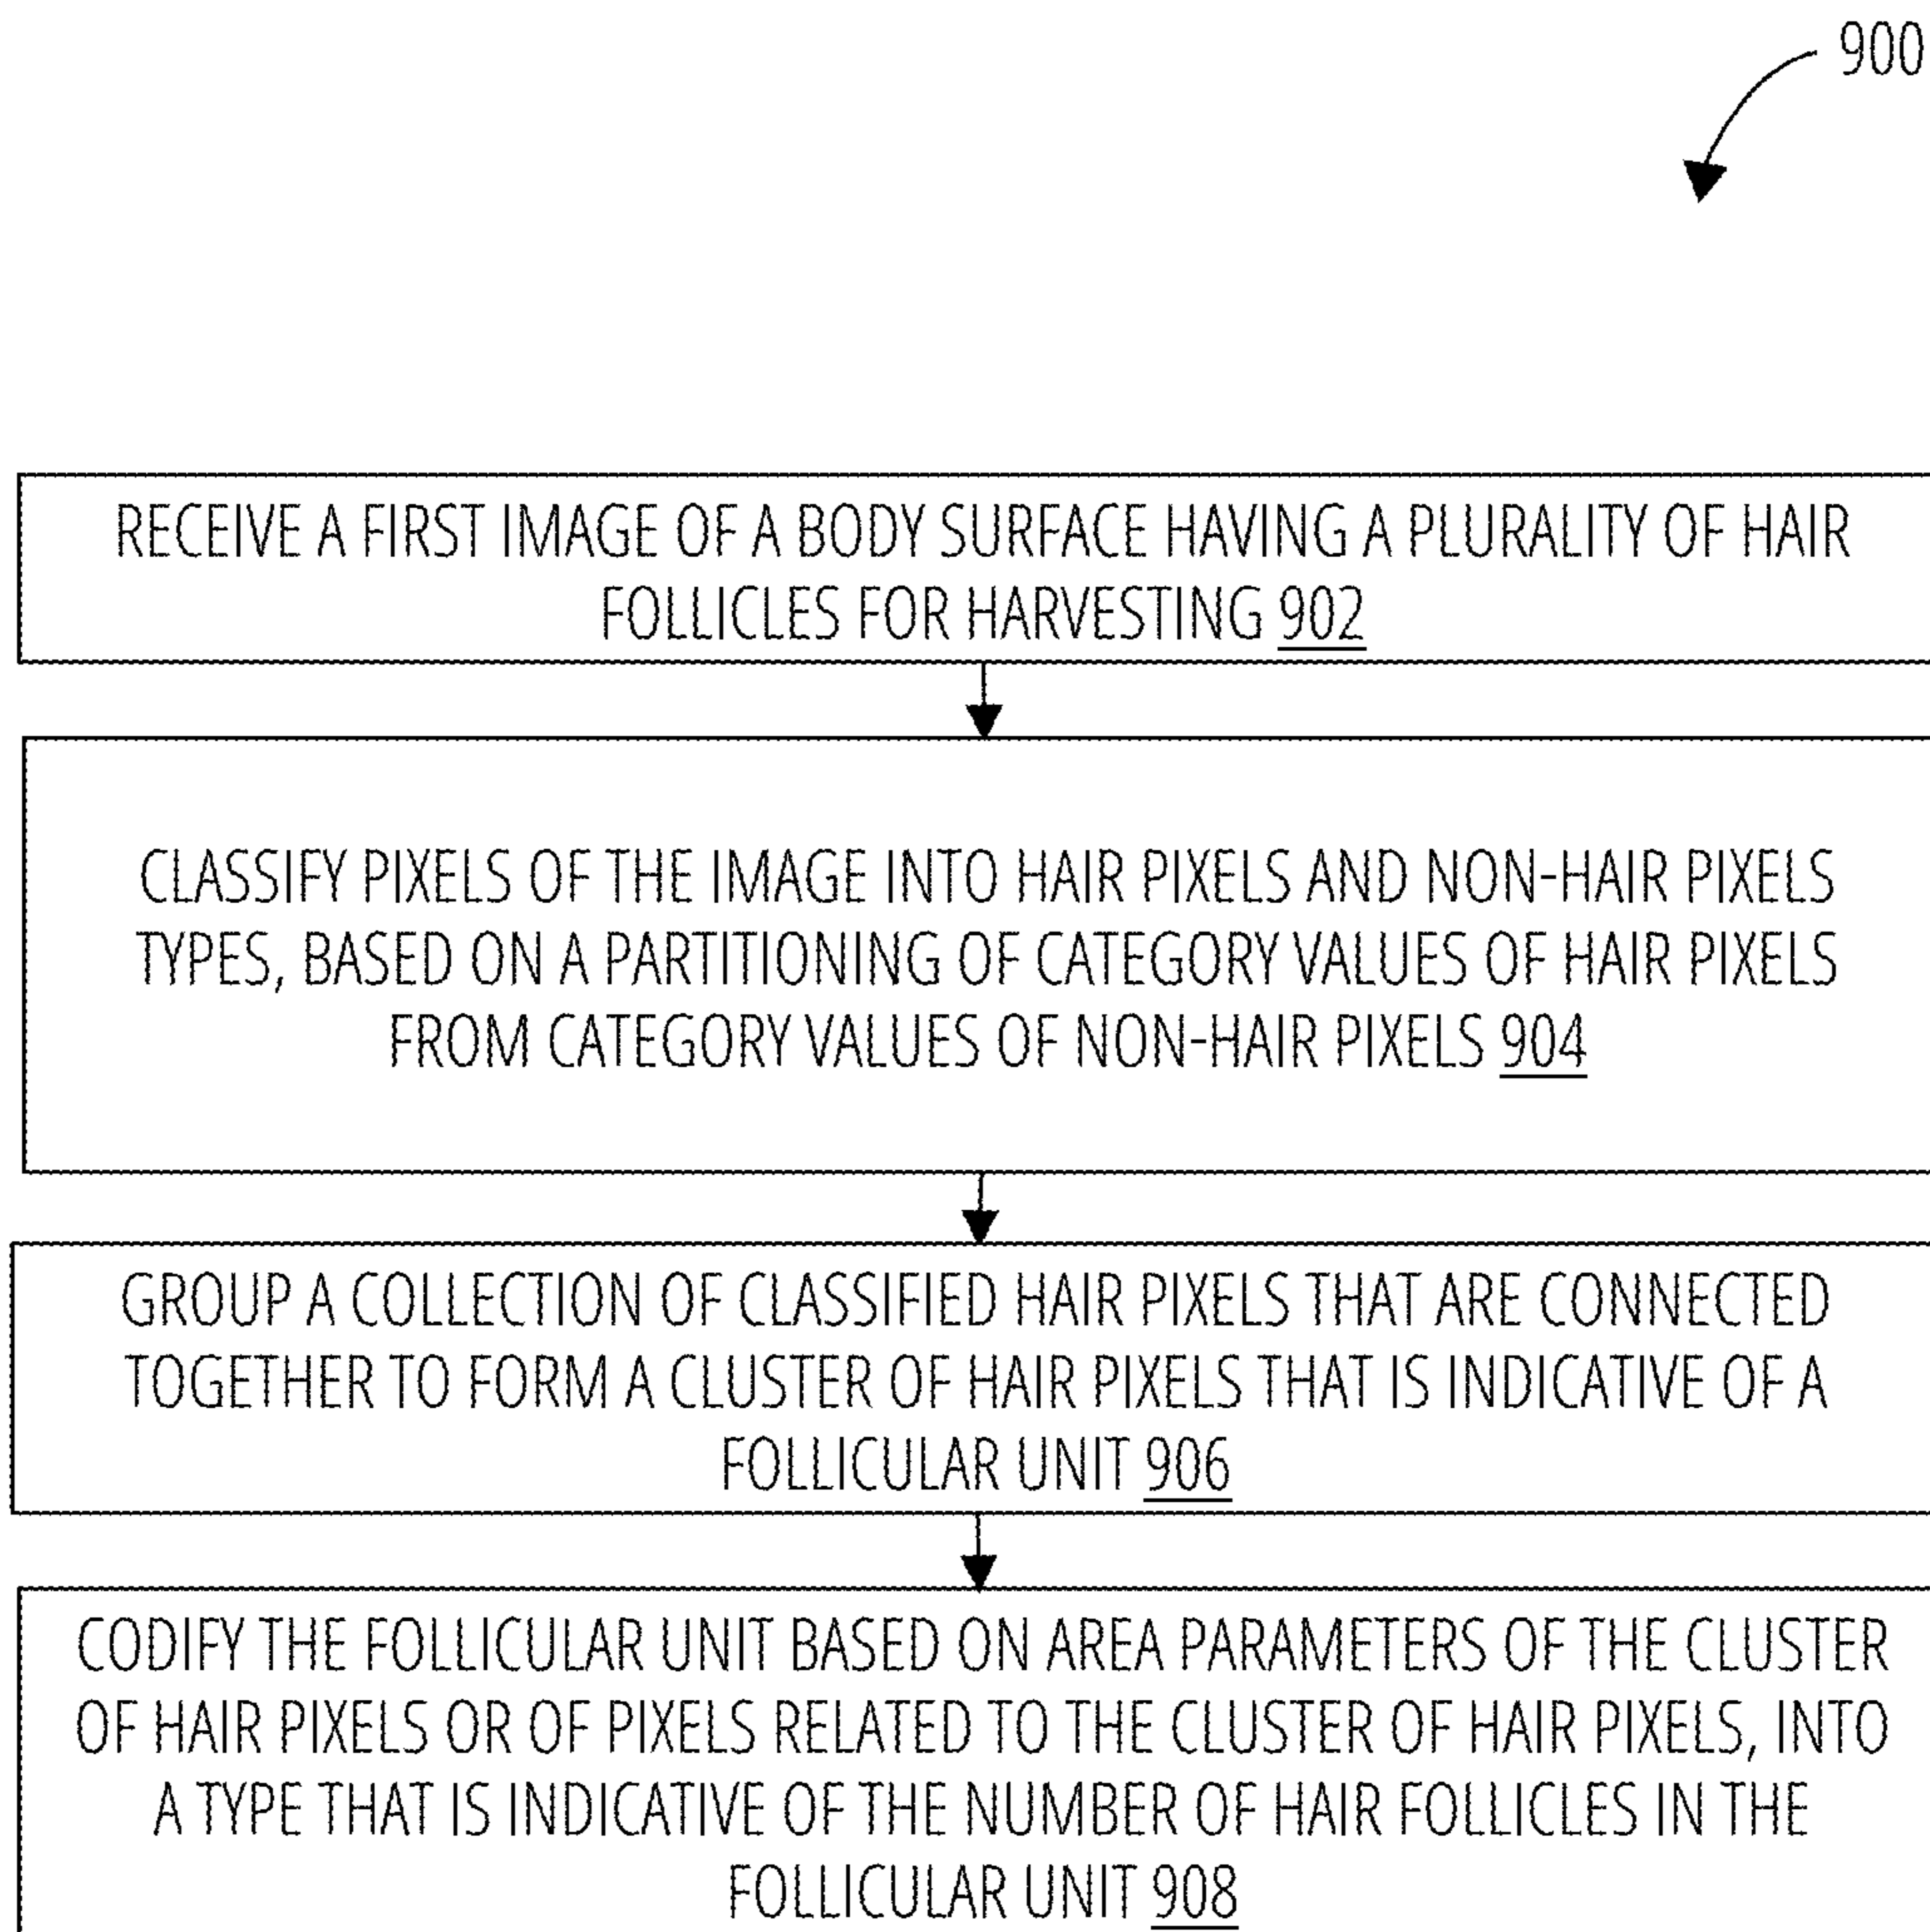 900
RECEIVE A FIRST IMAGE OF A BODY SURFACE HAVING A PLURALITY OF HAIR
FOLLICLES FOR HARVESTING 902
CLASSIFY PIXELS OF THE IMAGE INTO HAIR PIXELS AND NON-HAIR PIXELS
TYPES, BASED ON A PARTITIONING OF CATEGORY VALUES OF HAIR PIXELS
FROM CATEGORY VALUES OF NON-HAIR PIXELS 904
GROUP A COLLECTION OF CLASSIFIED HAIR PIXELS THAT ARE CONNECTED
TOGETHER TO FORM A CLUSTER OF HAIR PIXELS THAT IS INDICATIVE OF A
FOLLICULAR UNIT 906
CODIFY THE FOLLICULAR UNIT BASED ON AREA PARAMETERS OF THE CLUSTER
OF HAIR PIXELS OR OF PIXELS RELATED TO THE CLUSTER OF HAIR PIXELS, INTO
A TYPE THAT IS INDICATIVE OF THE NUMBER OF HAIR FOLLICLES IN THE
FOLLICULAR UNIT 908